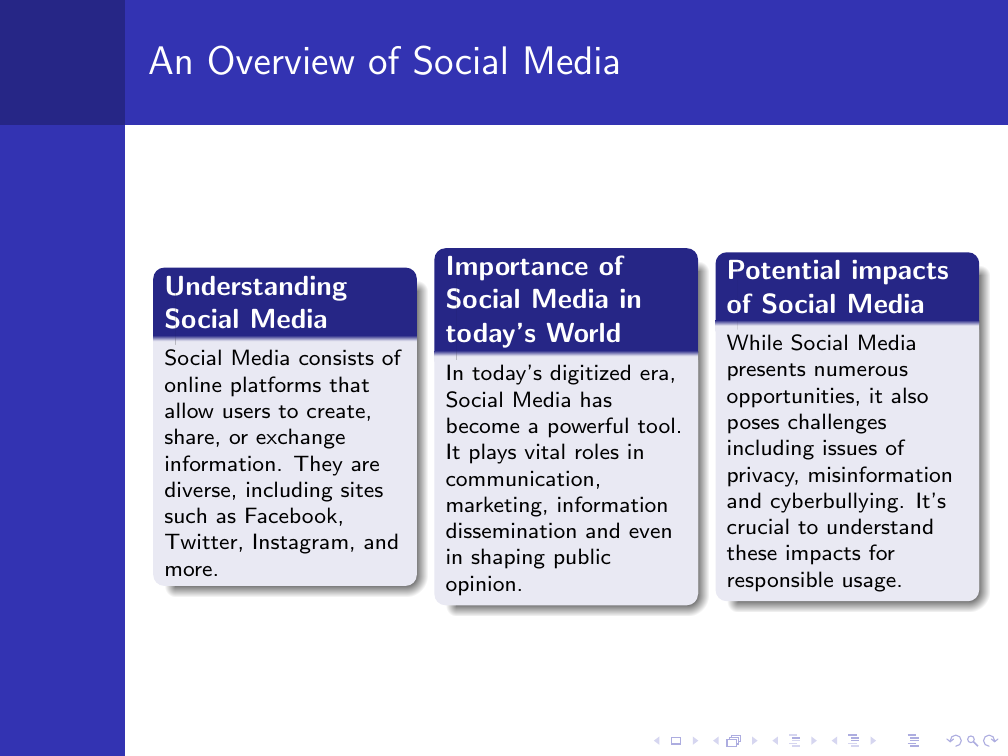 An Overview of Social Media
Understanding
Social Media
Social Media consists of
online platforms that
allow users to create,
share, or exchange
information. They are
diverse, including sites
such as Facebook,
Twitter, Instagram, and
more.
Importance of
Social Media in
today's World
In today's digitized era,
Social Media has
become a powerful tool.
It plays vital roles in
communication,
marketing, information
dissemination and even
in shaping public
opinion.
Potential impacts
of Social Media
While Social Media
presents numerous
opportunities, it also
poses challenges
including issues of
privacy, misinformation
and cyberbullying. It's
crucial to understand
these impacts for
responsible usage.